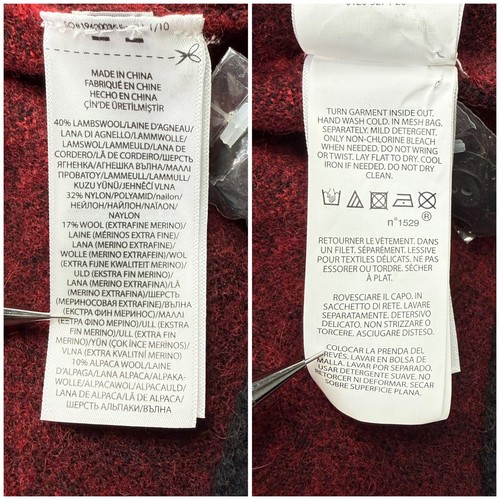 MADE IN CHINA
FABRIQUÉ EN CHINE
HECHO EN CHINA
ÇİN'DE ÜRETİLMİŞTİR
40% LAMBSWOOL/LAINE D'AGNEAU/
LANA DI AGNELLO/LAMMWOLLE/
LAMSWOL/LAMMEULD/LANA DE
CORDERO/LÃ DE CORDEIRO/ШЕРСТЬ
ЯГНЕНКА/АГНЕШКА ВЪЛНА/МАЛЛІ
ПРОВАТОУ/LAMMEULL/LAMMULL/
KUZU YÜNÜ/JEHNĚČÍ VLNA
32% NYLON/POLYAMID/nailon/
НЕЙЛОН/НАЙЛОН/ΝΑΪΛΟΝ/
NAYLON
17% WOOL (EXTRAFINE MERINO)/
LAINE (MÉRINOS EXTRA FINE)/
LANA (MERINO EXTRAFINE)/
WOLLE (MERINO EXTRAFEIN)/WOL
(EXTRA FIJNE KWALITEIT MERINO)/
ULD (EKSTRA FIN MERINO)/
LANA (MERINO EXTRAFINA)/LÃ
(MERINO EXTRAFINA)/ШЕРСТЬ
(МЕРИНОСОВАЯ EXTRAFINE)/ВЪЛНА
(ЕКСТРА ФИН МЕРИНОС)/ΜΑΛΛΙ
(ΕΞΤΡΑ ΦΙΝΟ ΜΕΡΙΝΟ)/ULL (EXTRA
FIN MERINO)/ULL (EKSTRA FIN
MERINO)/YÜN (ÇOK İNCE MERINOS)/
VLNA (EXTRA KVALITNÍ MERINO)
10% ALPACA WOOL/LAINE
D'ALPAGA/LANA ALPACA/ALPAKA-
WOLLE/ALPACAWOL/ALPACAULD/
LANA DE ALPACA/LÃ DE ALPACA/
ШЕРСТЬ АЛЬПАКИ/ВЪЛНА
TURN GARMENT INSIDE OUT.
HAND WASH COLD. IN MESH BAG.
SEPARATELY. MILD DETERGENT.
ONLY NON-CHLORINE BLEACH
WHEN NEEDED. DO NOT WRING
OR TWIST. LAY FLAT TO DRY. COOL
IRON IF NEEDED. DO NOT DRY
CLEAN.
n°1529 ®
RETOURNER LE VÊTEMENT. DANS
UN FILET. SÉPARÉMENT. LESSIVE
POUR TEXTILES DÉLICATS. NE PAS
ESSORER OU TORDRE. SÉCHER
À PLAT.
ROVESCIARE IL CAPO. IN
SACCHETTO DI RETE. LAVARE
SEPARATAMENTE. DETERSIVO
DELICATO. NON STRIZZARE O
TORCERE. ASCIUGARE DISTESO.
COLOCAR LA PRENDA DEL
REVÉS. LAVAR EN BOLSA DE
MALLA. LAVAR POR SEPARADO.
USAR DETERGENTE SUAVE. NO
RETORCER NI DEFORMAR. SECAR
SOBRE SUPERFICIE PLANA.